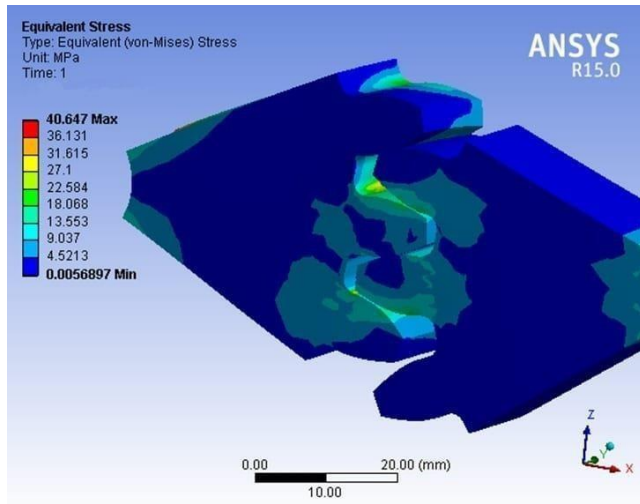 Equivalent Stress
Type: Equivalent (von-Mises) Stress
Unit: MPa
Time: 1
ANSYS
R15.0
40.647 Max
36.131
31.615
27.1
22.584
18.068
13.553
9.037
4.5213
0.0056897 Min
Z
Y
X
0.00
20.00 (mm)
10.00